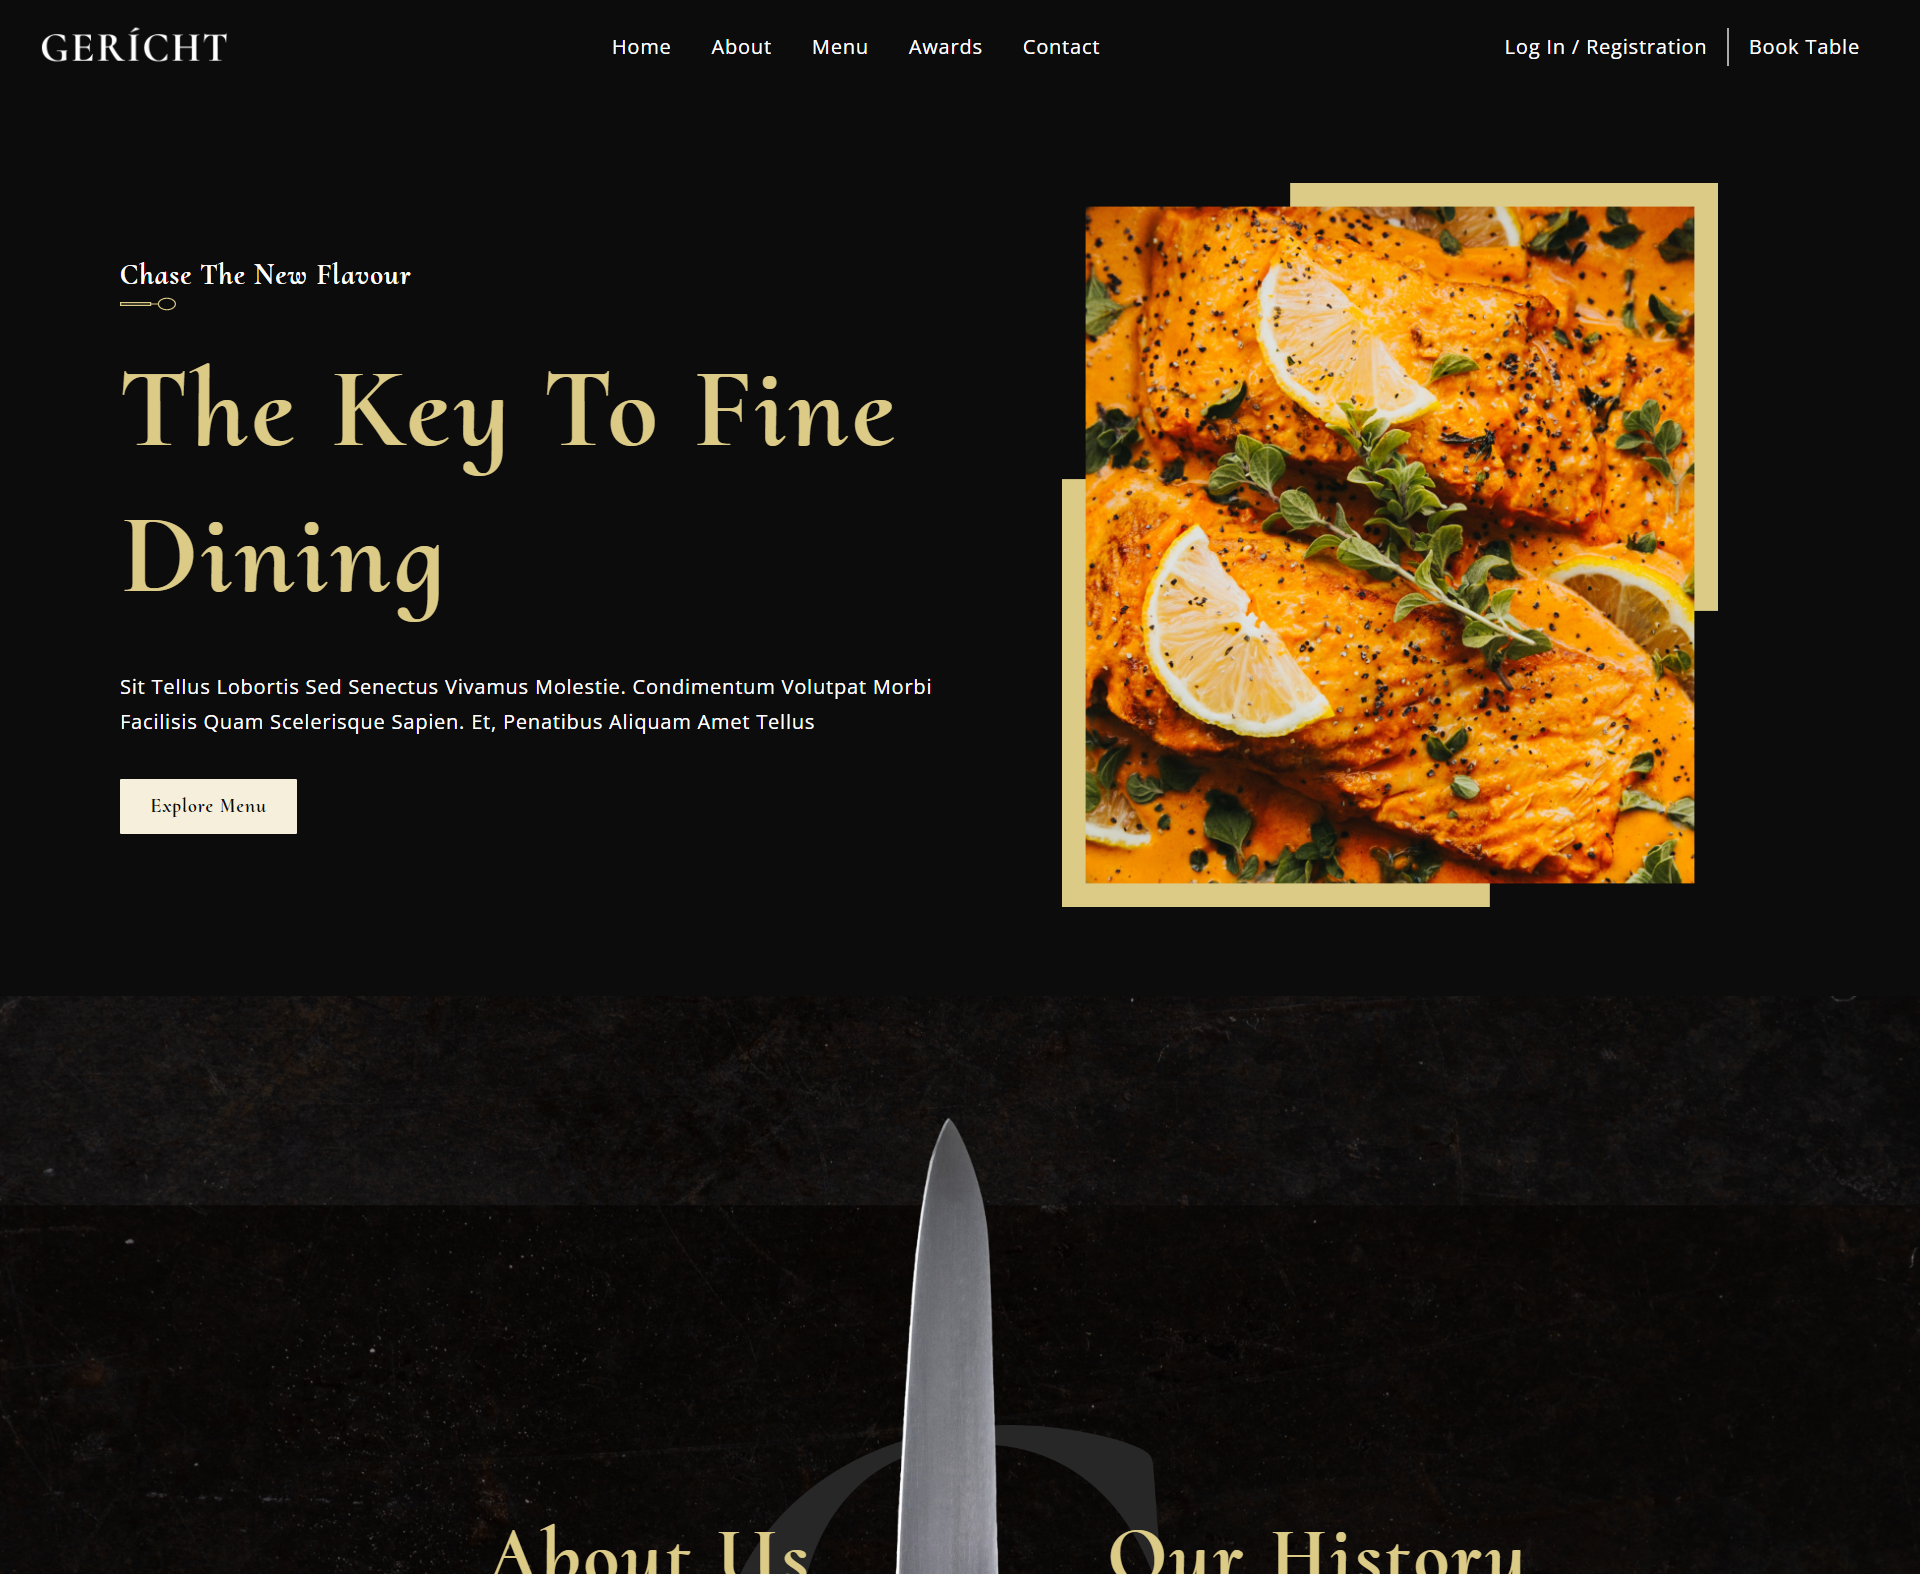 GERÍCHT
Home
About
Menu
Awards
Contact
Log In / Registration
Book Table
Chase The New Flavour
The Key To Fine
Dining
Sit Tellus Lobortis Sed Senectus Vivamus Molestie. Condimentum Volutpat Morbi
Facilisis Quam Scelerisque Sapien. Et, Penatibus Aliquam Amet Tellus
Explore Menu
G
About Us
Our History